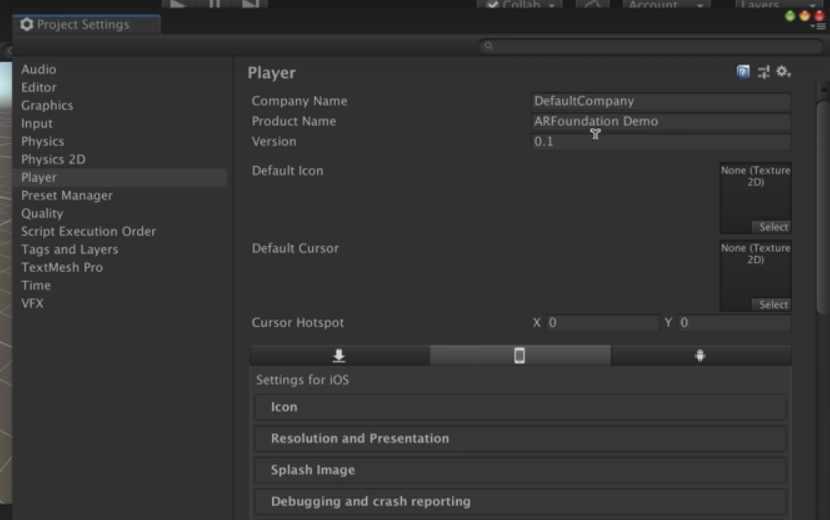 Collab
Account
Layers
Project Settings
Audio
Editor
Graphics
Input
Physics
Physics 2D
Player
Preset Manager
Quality
Script Execution Order
Tags and Layers
TextMesh Pro
Time
VFX
Player
Company Name DefaultCompany
Product Name ARFoundation Demo
Version 0.1
Default Icon
None (Texture
2D)
Select
Default Cursor
None (Texture
2D)
Select
Cursor Hotspot X 0 Y 0
Settings for iOS
Icon
Resolution and Presentation
Splash Image
Debugging and crash reporting